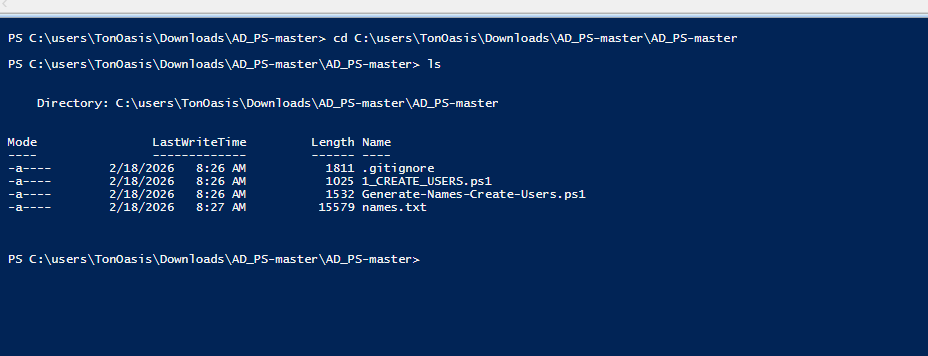 PS C:\users\TonOasis\Downloads\AD_PS-master> cd C:\users\TonOasis\Downloads\AD_PS-master\AD_PS-master
PS C:\users\TonOasis\Downloads\AD_PS-master\AD_PS-master> ls
Directory: C:\users\TonOasis\Downloads\AD_PS-master\AD_PS-master
Mode LastWriteTime Length Name
---- ------------- ------ ----
-a---- 2/18/2026 8:26 AM 1811 .gitignore
-a---- 2/18/2026 8:26 AM 1025 1_CREATE_USERS.ps1
-a---- 2/18/2026 8:26 AM 1532 Generate-Names-Create-Users.ps1
-a---- 2/18/2026 8:27 AM 15579 names.txt
PS C:\users\TonOasis\Downloads\AD_PS-master\AD_PS-master>